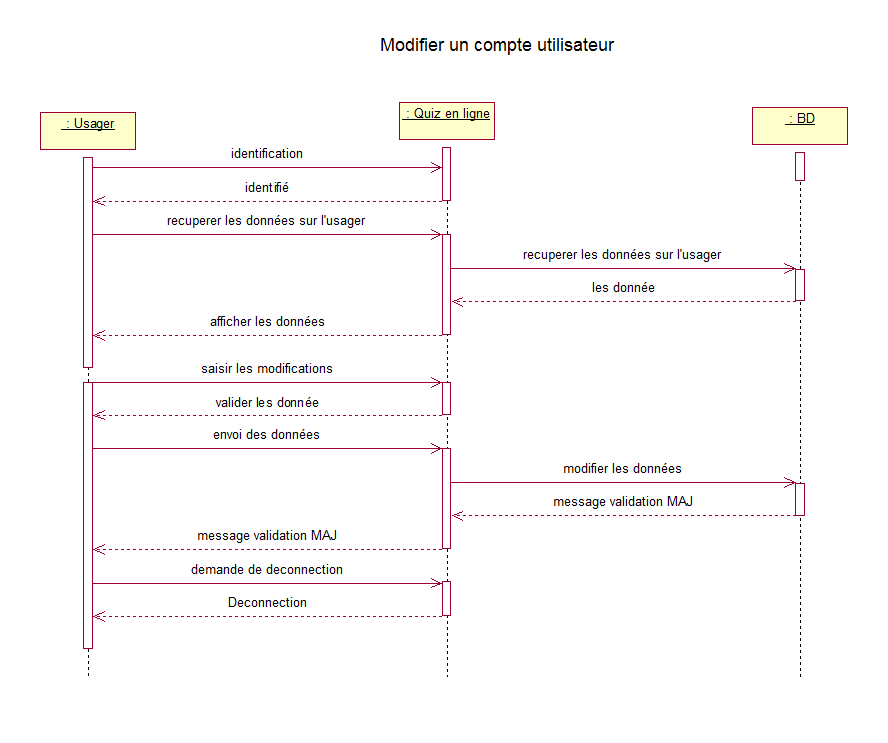 Modifier un compte utilisateur
: Usager
: Quiz en ligne
: BD
identification
identifié
recuperer les données sur l'usager
recuperer les données sur l'usager
les donnée
afficher les données
saisir les modifications
valider les donnée
envoi des données
modifier les données
message validation MAJ
message validation MAJ
demande de deconnection
Deconnection